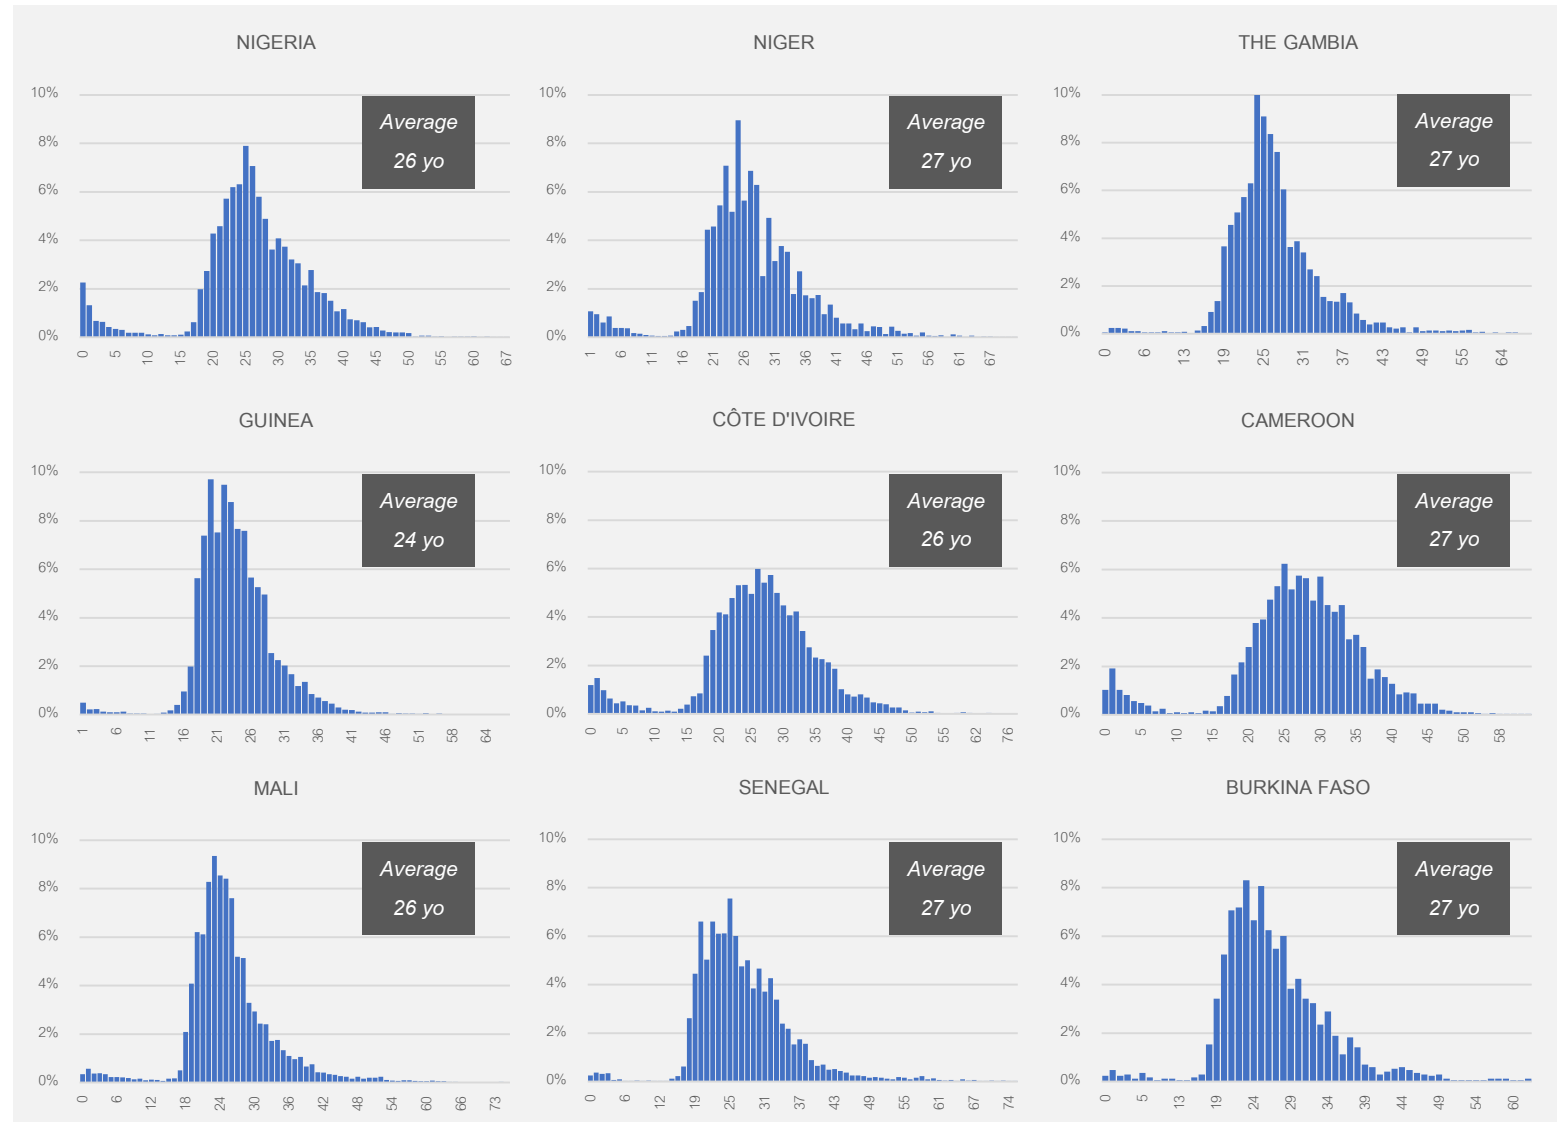 NIGERIA
10%
8%
6%
4%
2%
0%
Average
26 yo
0 5 10 15 20 25 30 35 40 45 50 55 60 67
NIGER
10%
8%
6%
4%
2%
0%
Average
27 yo
1 6 11 16 21 26 31 36 41 46 51 56 61 67
THE GAMBIA
10%
8%
6%
4%
2%
0%
Average
27 yo
0 6 13 19 25 31 37 43 49 55 64
GUINEA
10%
8%
6%
4%
2%
0%
Average
24 yo
1 6 11 16 21 26 31 36 41 46 51 58 64
CÔTE D'IVOIRE
10%
8%
6%
4%
2%
0%
Average
26 yo
0 5 10 15 20 25 30 35 40 45 50 55 62 76
CAMEROON
10%
8%
6%
4%
2%
0%
Average
27 yo
0 5 10 15 20 25 30 35 40 45 50 58
MALI
10%
8%
6%
4%
2%
0%
Average
26 yo
0 6 12 18 24 30 36 42 48 54 60 66 73
SENEGAL
10%
8%
6%
4%
2%
0%
Average
27 yo
0 6 12 19 25 31 37 43 49 55 61 67 74
BURKINA FASO
10%
8%
6%
4%
2%
0%
Average
27 yo
0 5 13 19 24 29 34 39 44 49 54 60